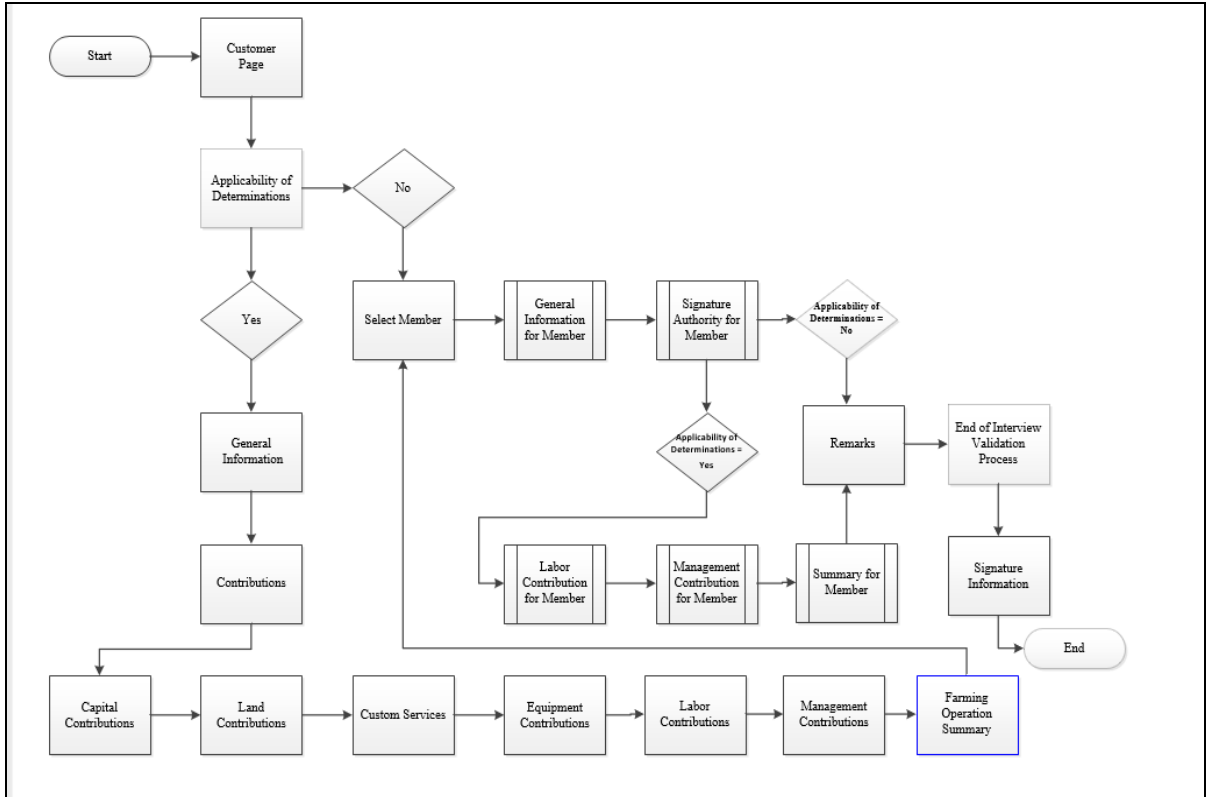 Start
Customer
Page
Applicability of
Determinations
No
Yes
Select Member
General
Information
for Member
Signature
Authority for
Member
Applicability of
Determinations =
No
Applicability of
Determinations =
Yes
Remarks
End of Interview
Validation
Process
General
Information
Contributions
Labor
Contribution
for Member
Management
Contribution
for Member
Summary for
Member
Signature
Information
End
Capital
Contributions
Land
Contributions
Custom Services
Equipment
Contributions
Labor
Contributions
Management
Contributions
Farming
Operation
Summary